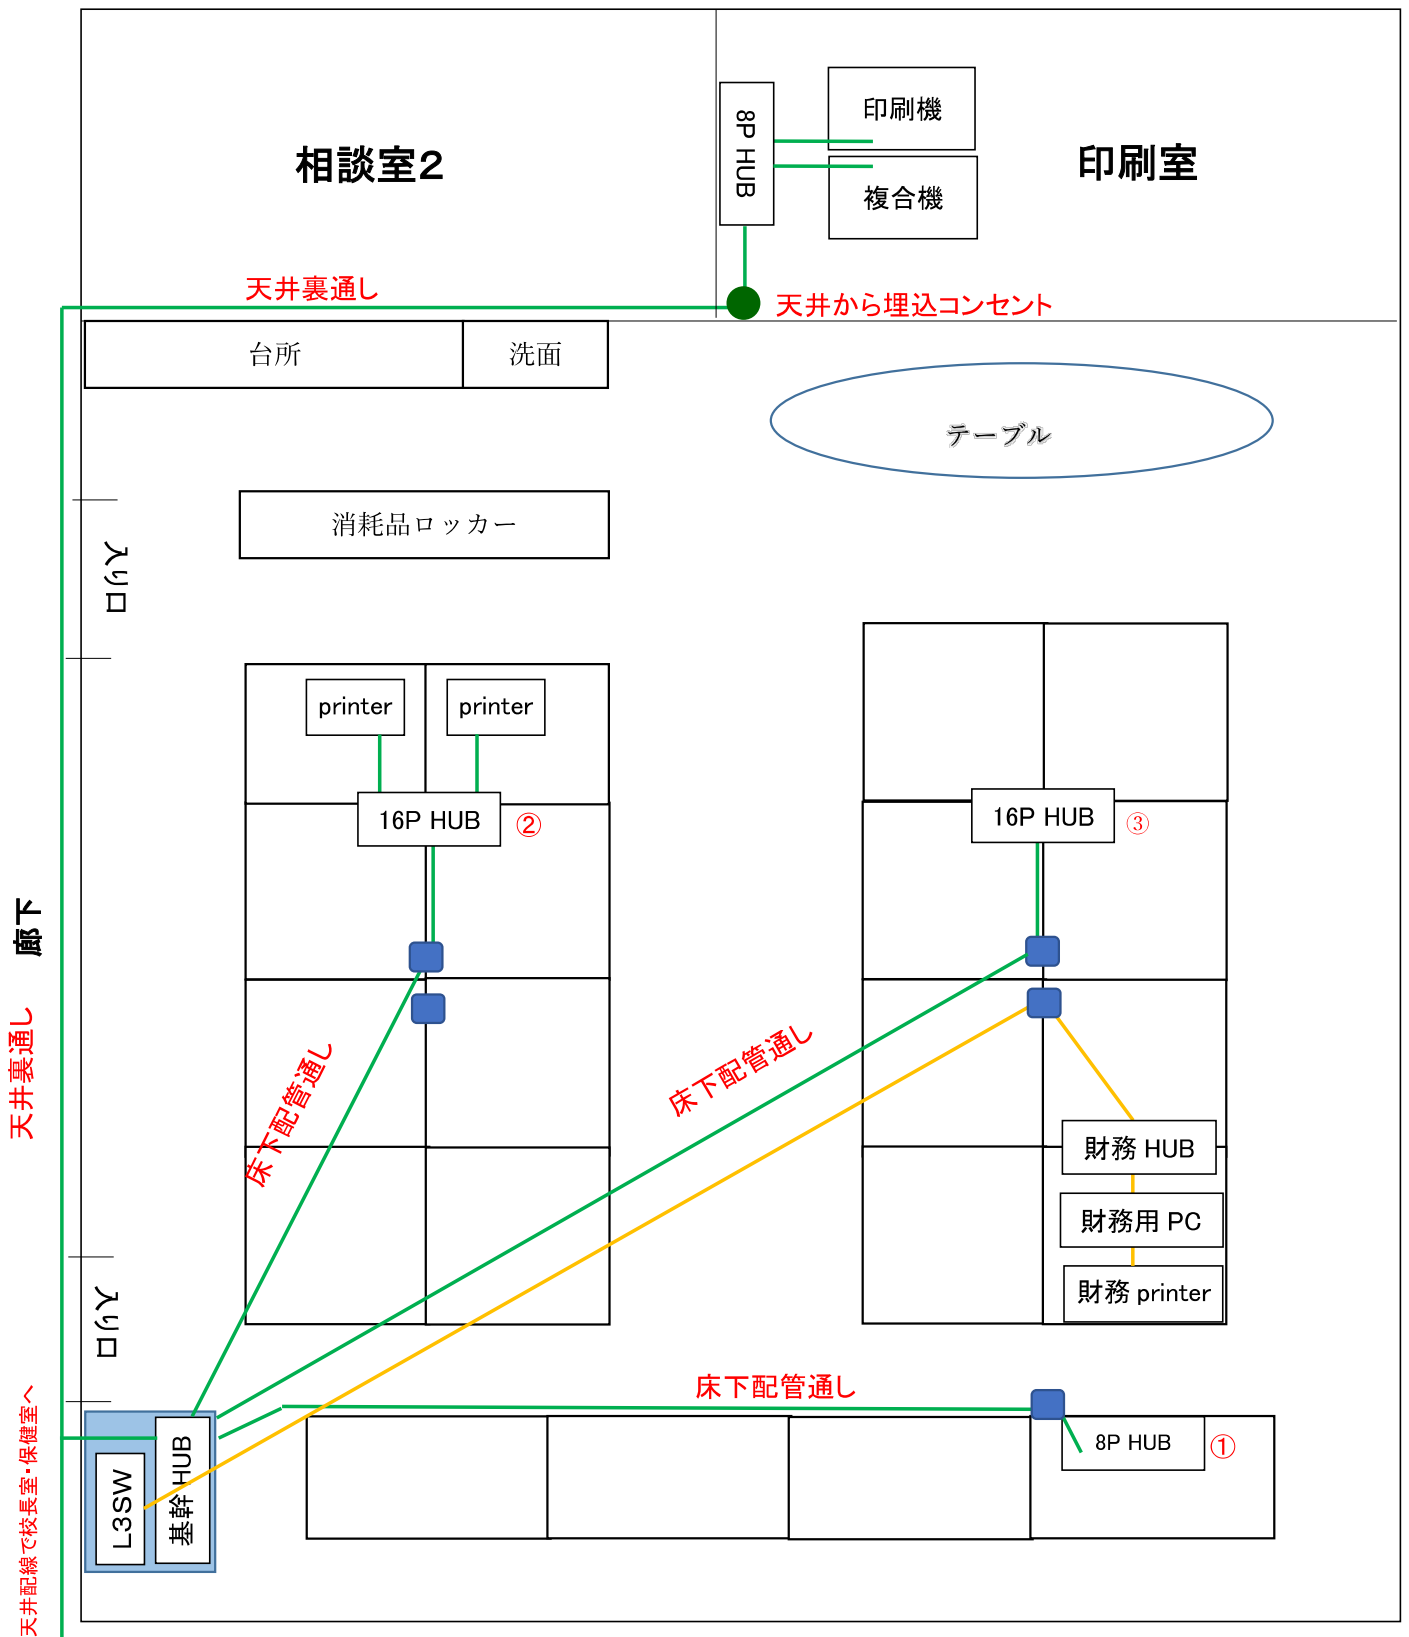 8P HUB
印刷機
複合機
相談室2
印刷室
天井裏通し
天井から埋込コンセント
台所
洗面
テーブル
消耗品ロッカー
入り口
printer
printer
16P HUB
②
16P HUB
③
廊下
天井裏通し
床下配管通し
床下配管通し
財務 HUB
財務用 PC
財務 printer
入り口
床下配管通し
8P HUB
①
天井配線で校長室・保健室へ
L3SW
基幹 HUB